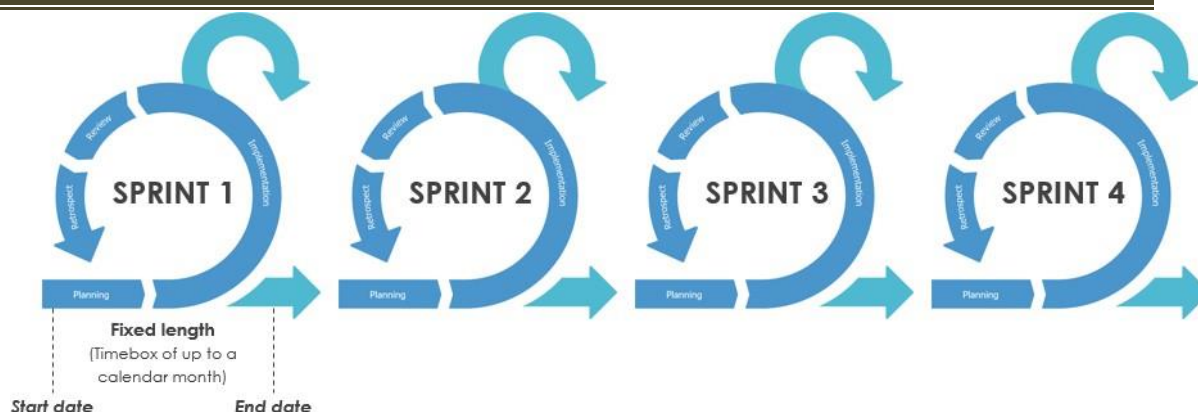 Review
Implementation
Retrospect
SPRINT 1
Planning
Review
Implementation
Retrospect
SPRINT 2
Planning
Review
Implementation
Retrospect
SPRINT 3
Planning
Review
Implementation
Retrospect
SPRINT 4
Planning
Fixed length
(Timebox of up to a
calendar month)
Start date
End date